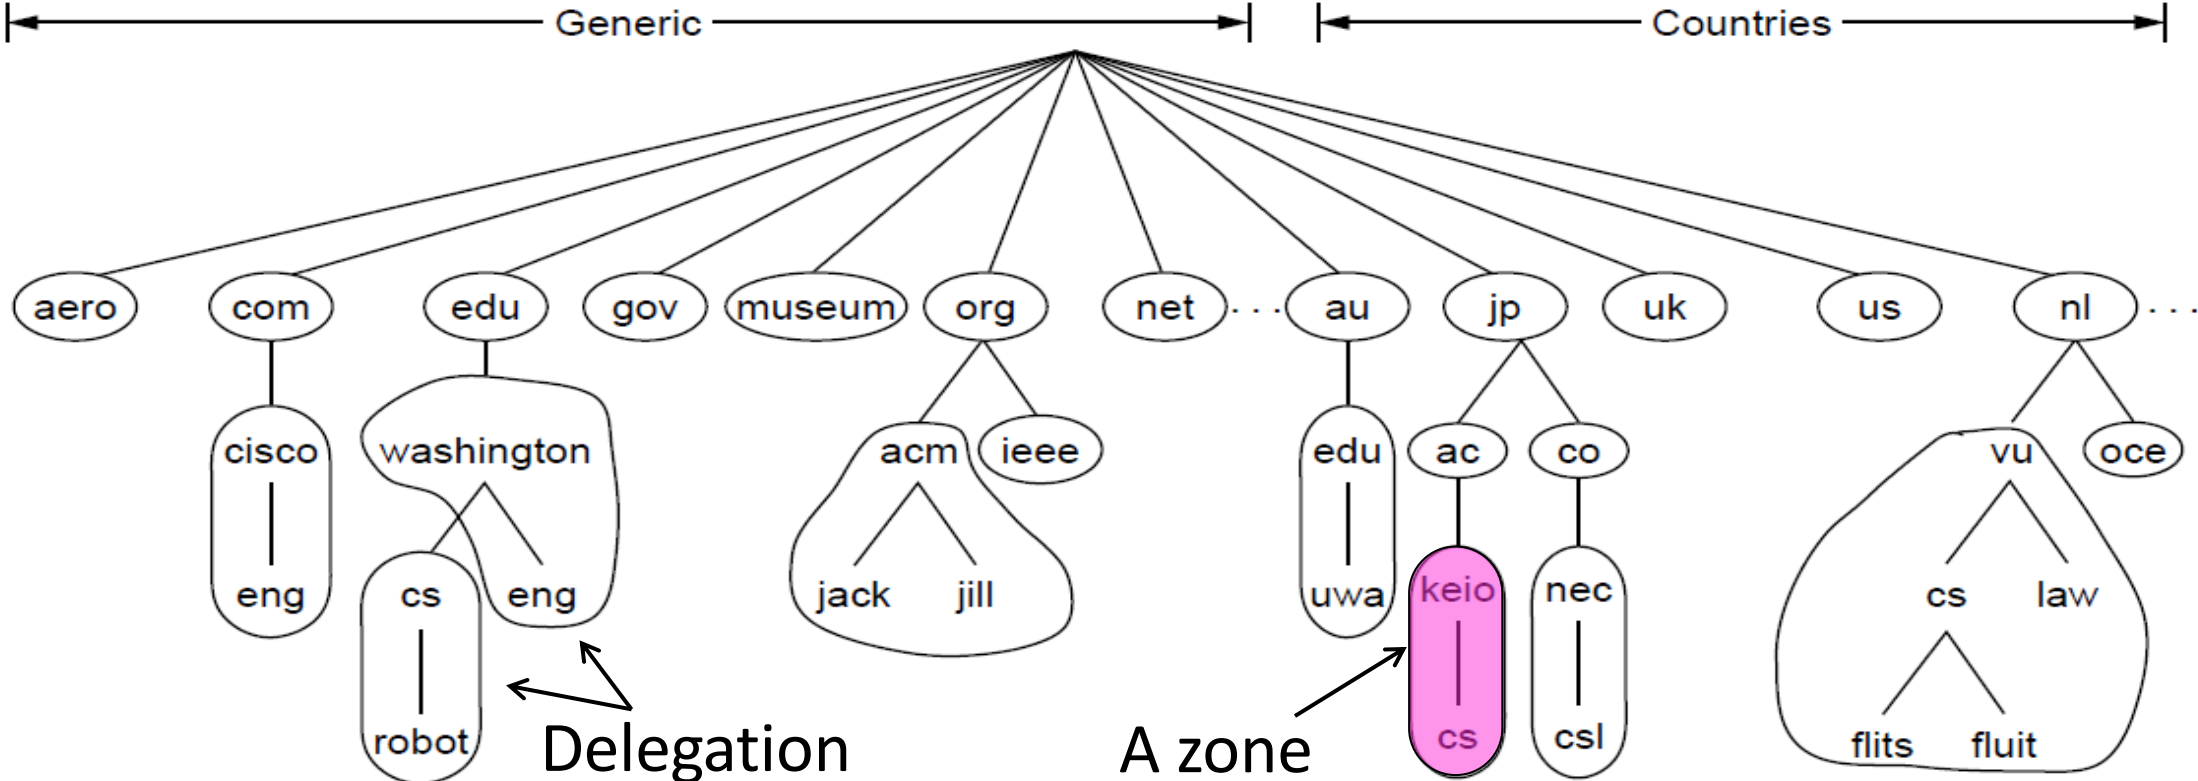 Generic Countries
aero com edu gov museum org net ... au jp uk us nl ...
cisco washington acm ieee edu ac co vu oce
eng cs eng jack jill uwa keio nec cs law
robot cs csl flits fluit
Delegation A zone